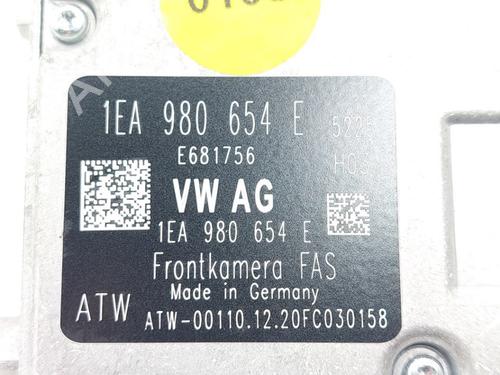 1EA 980 654 E 5225
E681756 H03
VW AG
1EA 980 654 E
Frontkamera FAS
Made in Germany
ATW
ATW-00110.12.20FC030158